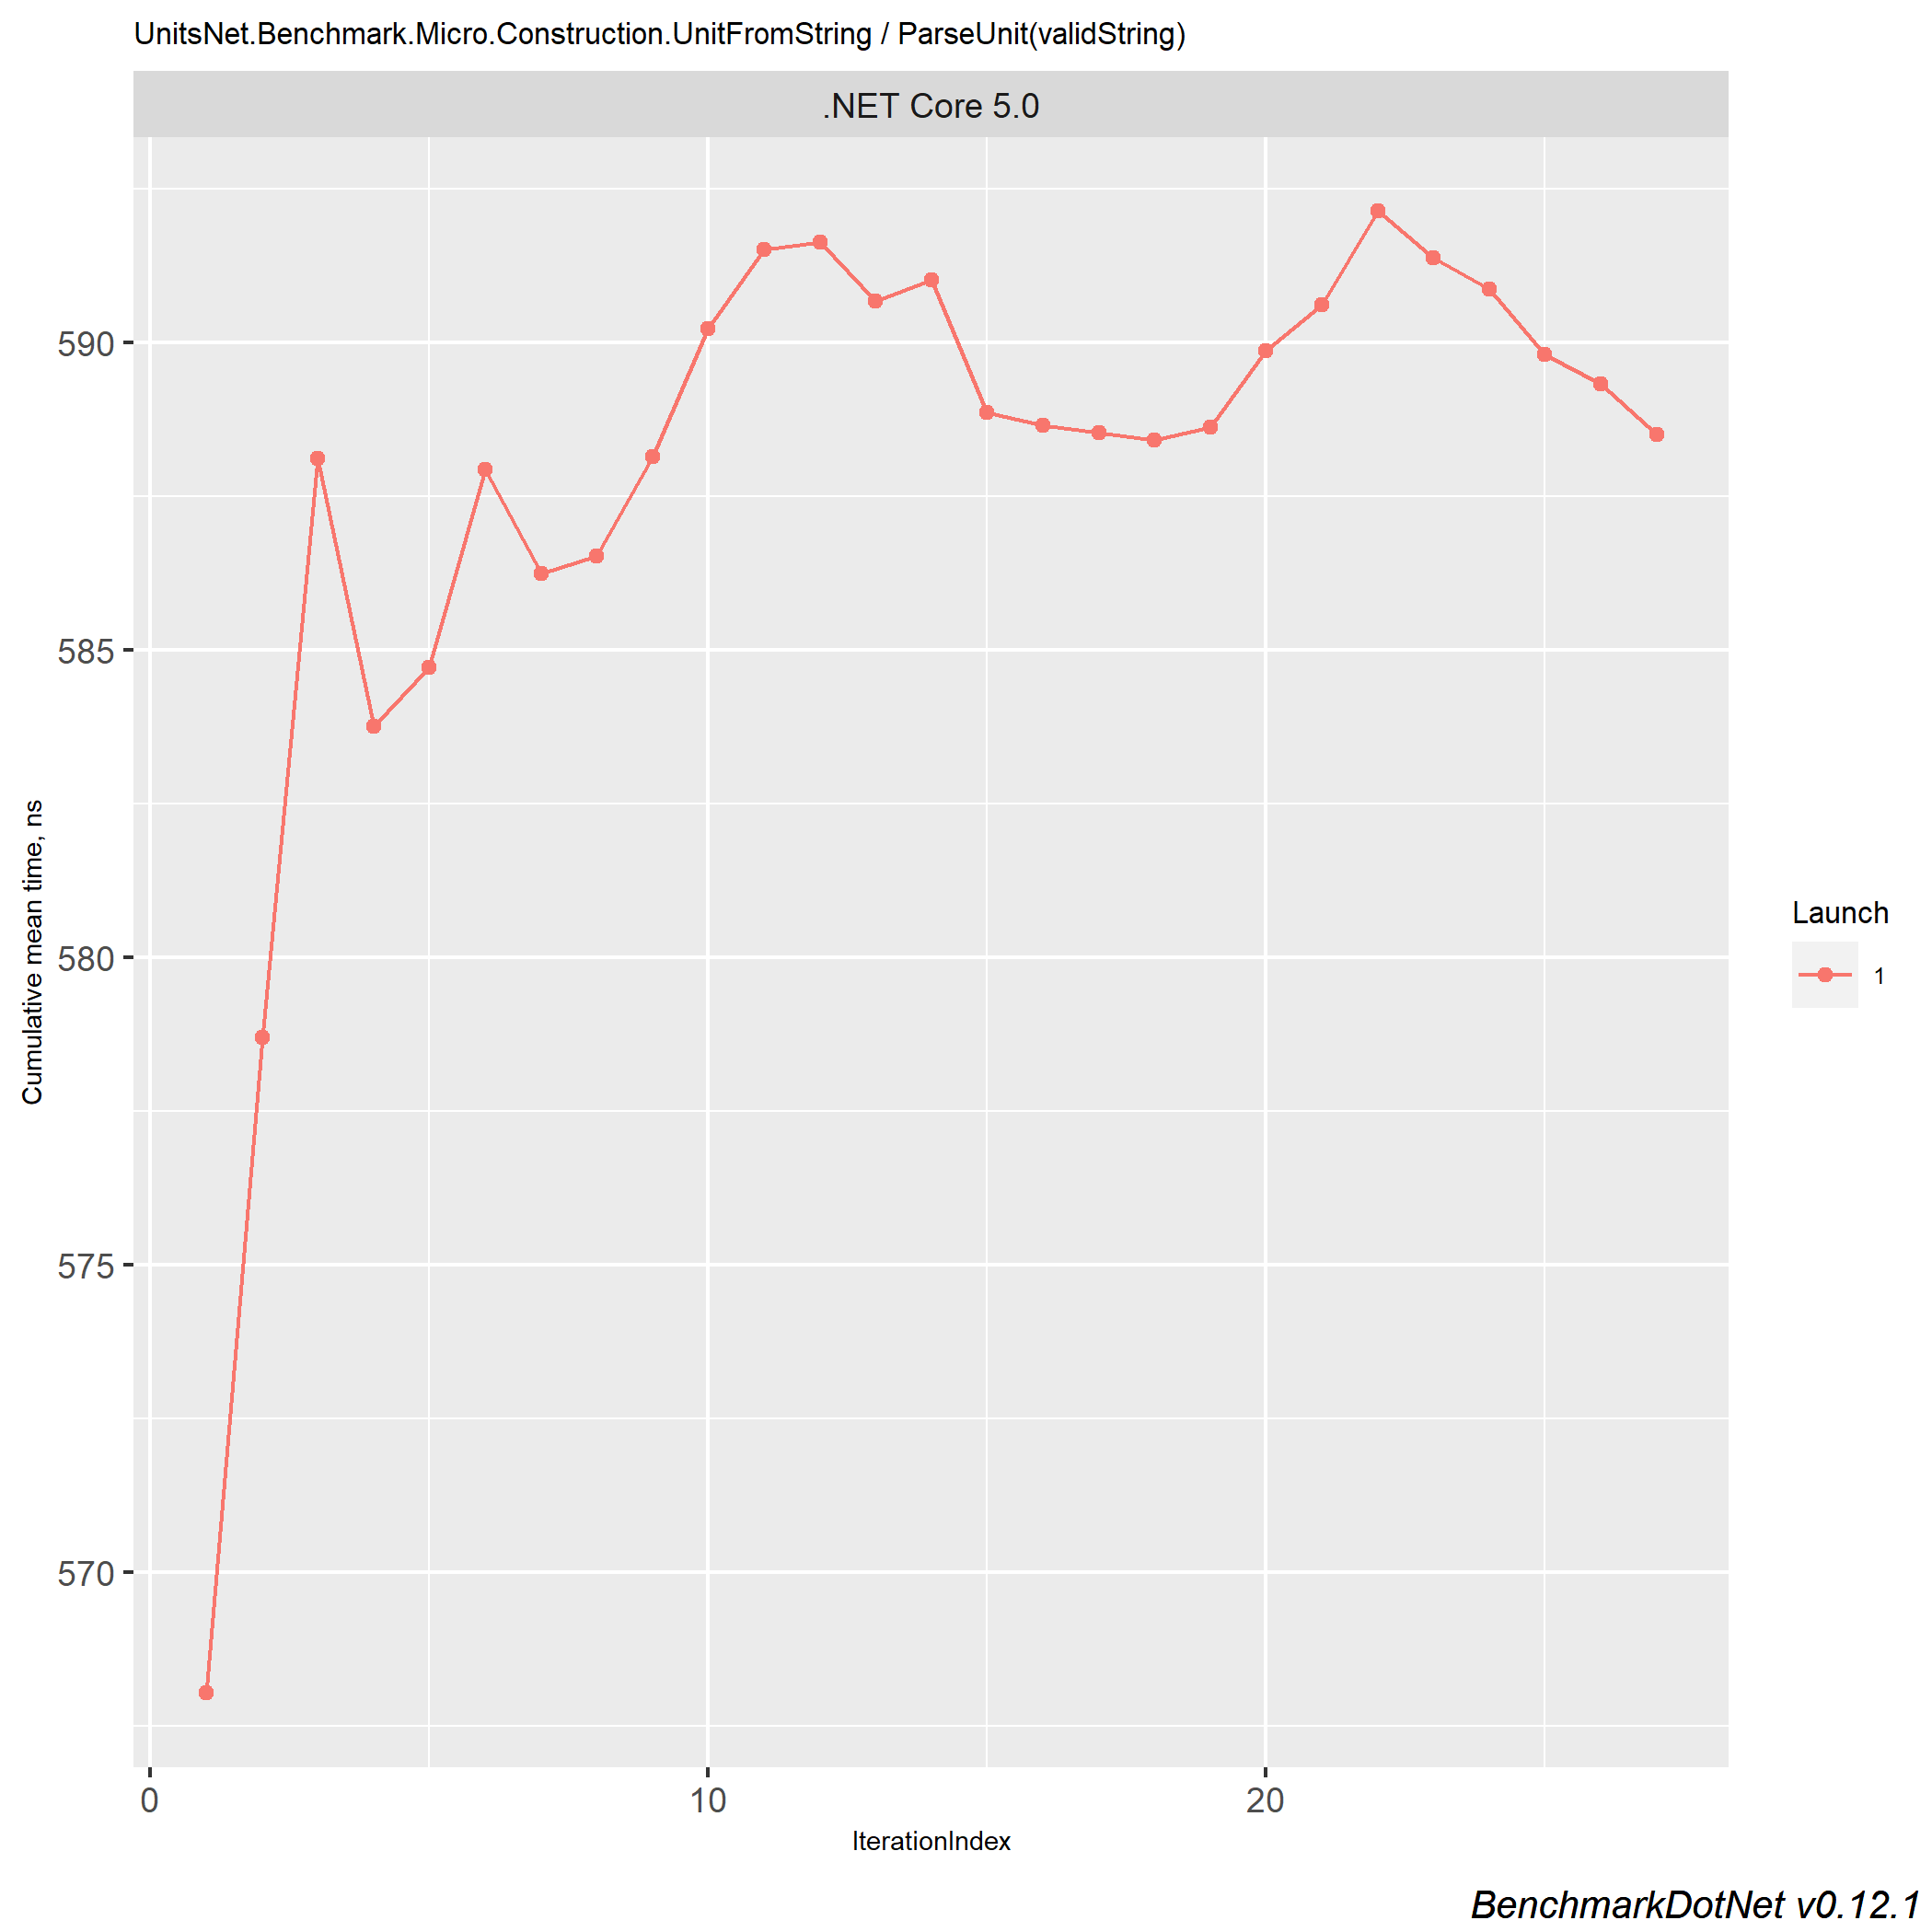 UnitsNet.Benchmark.Micro.Construction.UnitFromString / ParseUnit(validString)
.NET Core 5.0
590
585
580
575
570
Cumulative mean time, ns
0 10 20
IterationIndex
Launch
1
BenchmarkDotNet v0.12.1